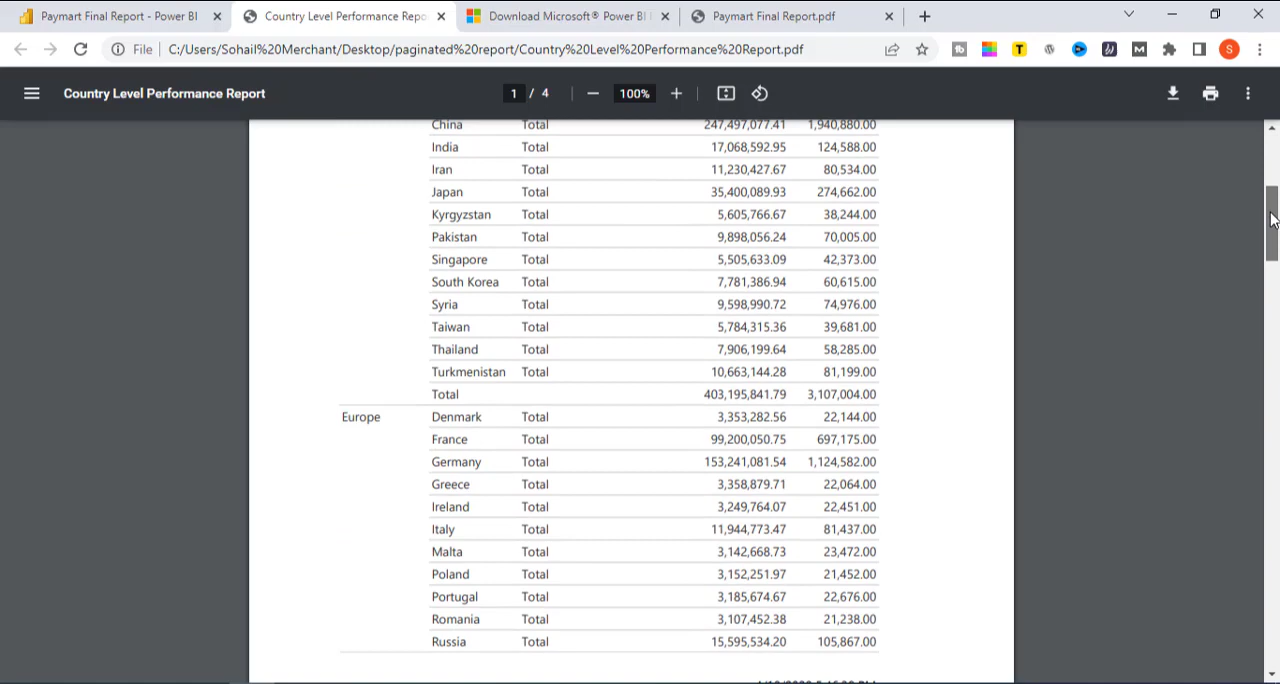 Paymart Final Report - Power BI
Country Level Performance Repo
Download Microsoft® Power BI
Paymart Final Report.pdf
File C:/Users/Sohail%20Merchant/Desktop/paginated%20report/Country%20Level%20Performance%20Report.pdf
Country Level Performance Report 1 / 4 100%
China Total 247,497,077.41 1,940,880.00
India Total 17,068,592.95 124,588.00
Iran Total 11,230,427.67 80,534.00
Japan Total 35,400,089.93 274,662.00
Kyrgyzstan Total 5,605,766.67 38,244.00
Pakistan Total 9,898,056.24 70,005.00
Singapore Total 5,505,633.09 42,373.00
South Korea Total 7,781,386.94 60,615.00
Syria Total 9,598,990.72 74,976.00
Taiwan Total 5,784,315.36 39,681.00
Thailand Total 7,906,199.64 58,285.00
Turkmenistan Total 10,663,144.28 81,199.00
Total 403,195,841.79 3,107,004.00
Europe Denmark Total 3,353,282.56 22,144.00
France Total 99,200,050.75 697,175.00
Germany Total 153,241,081.54 1,124,582.00
Greece Total 3,358,879.71 22,064.00
Ireland Total 3,249,764.07 22,451.00
Italy Total 11,944,773.47 81,437.00
Malta Total 3,142,668.73 23,472.00
Poland Total 3,152,251.97 21,452.00
Portugal Total 3,185,674.67 22,676.00
Romania Total 3,107,452.38 21,238.00
Russia Total 15,595,534.20 105,867.00